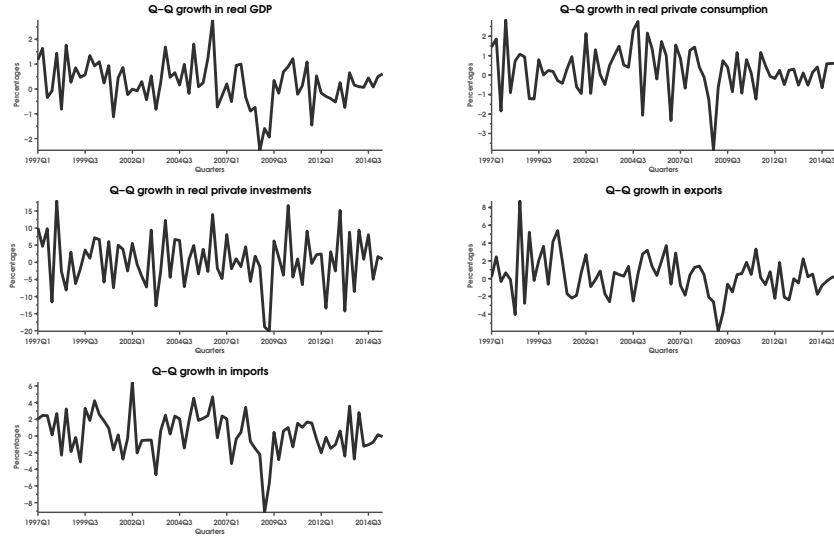 Q-Q growth in real GDP
Percentages
2
1
0
-1
-2
1997Q1 1999Q3 2002Q1 2004Q3 2007Q1 2009Q3 2012Q1 2014Q3
Quarters
Q-Q growth in real private consumption
Percentages
2
1
0
-1
-2
-3
1997Q1 1999Q3 2002Q1 2004Q3 2007Q1 2009Q3 2012Q1 2014Q3
Quarters
Q-Q growth in real private investments
Percentages
15
10
5
0
-5
-10
-15
-20
1997Q1 1999Q3 2002Q1 2004Q3 2007Q1 2009Q3 2012Q1 2014Q3
Quarters
Q-Q growth in exports
Percentages
8
6
4
2
0
-2
-4
1997Q1 1999Q3 2002Q1 2004Q3 2007Q1 2009Q3 2012Q1 2014Q3
Quarters
Q-Q growth in imports
Percentages
6
4
2
0
-2
-4
-6
-8
1997Q1 1999Q3 2002Q1 2004Q3 2007Q1 2009Q3 2012Q1 2014Q3
Quarters